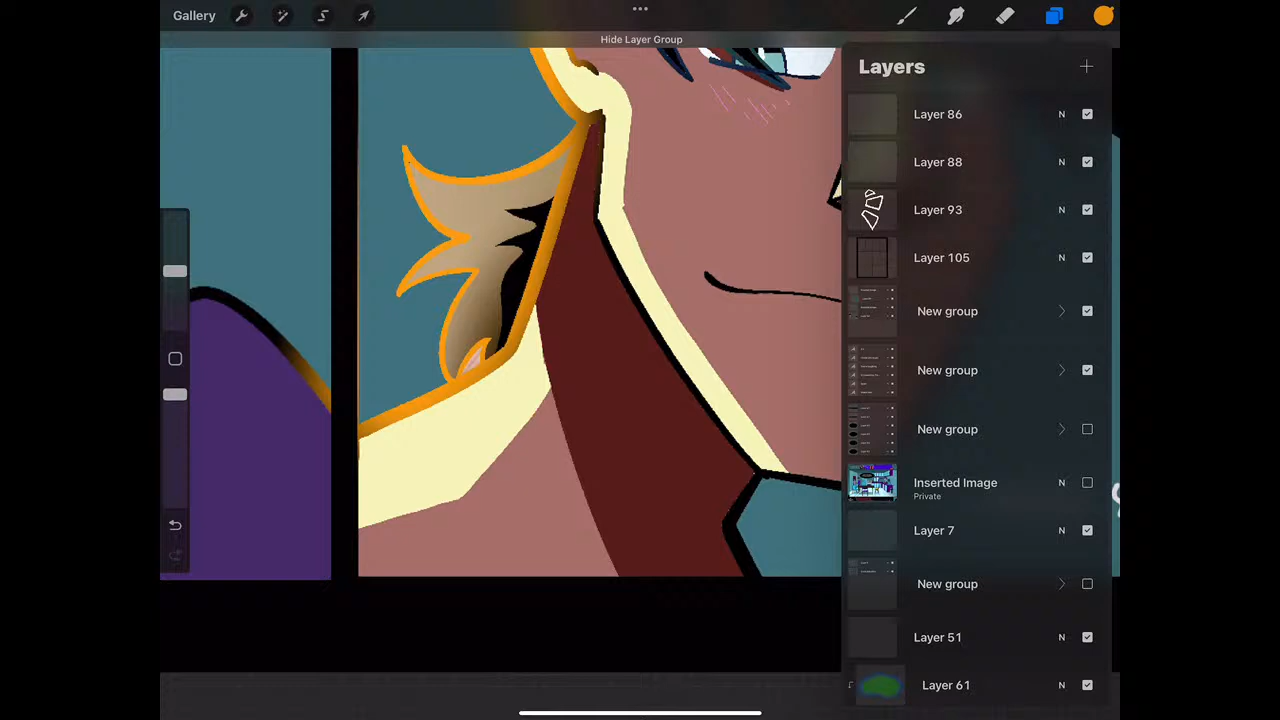 Gallery
Hide Layer Group
Layers
Layer 86 N
Layer 88 N
Layer 93 N
Layer 105 N
New group
New group
New group
Inserted Image N
Private
Layer 7 N
New group
Layer 51 N
Layer 61 N